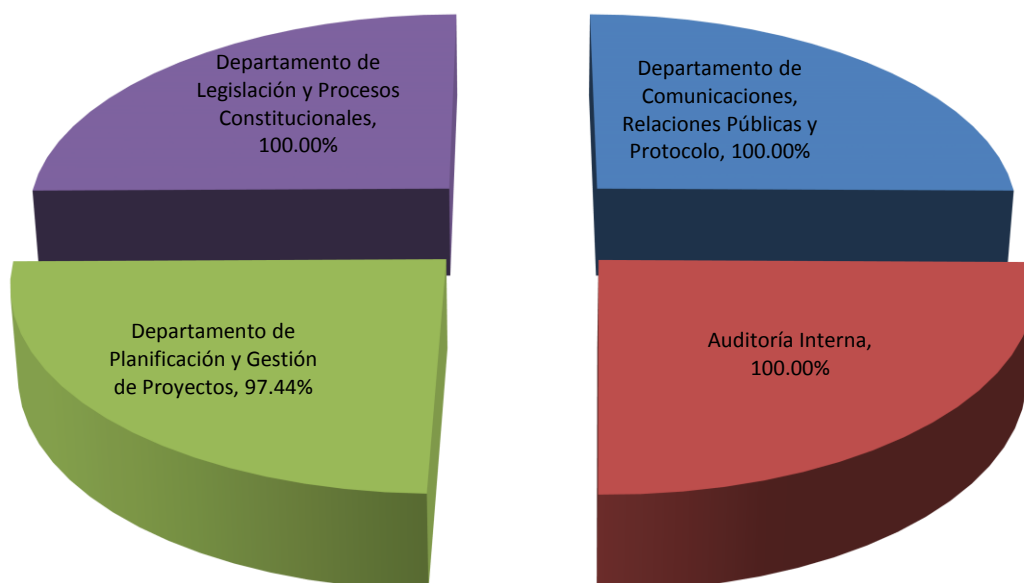 Departamento de
Legislación y Procesos
Constitucionales,
100.00%
Departamento de
Comunicaciones,
Relaciones Públicas y
Protocolo, 100.00%
Departamento de
Planificación y Gestión
de Proyectos, 97.44%
Auditoría Interna,
100.00%